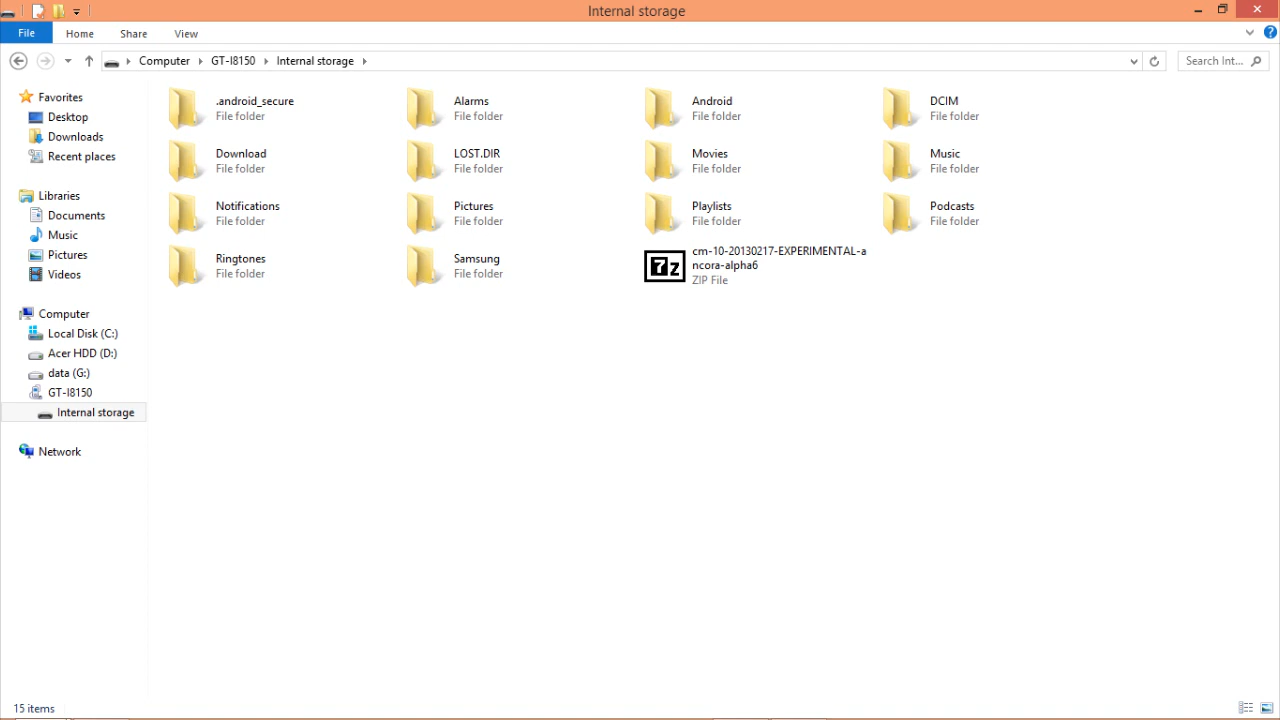 Internal storage
File
Home
Share
View
Computer
GT-I8150
Internal storage
Search Int...
Favorites
Desktop
Downloads
Recent places
Libraries
Documents
Music
Pictures
Videos
Computer
Local Disk (C:)
Acer HDD (D:)
data (G:)
GT-I8150
Internal storage
Network
.android_secure
File folder
Alarms
File folder
Android
File folder
DCIM
File folder
Download
File folder
LOST.DIR
File folder
Movies
File folder
Music
File folder
Notifications
File folder
Pictures
File folder
Playlists
File folder
Podcasts
File folder
Ringtones
File folder
Samsung
File folder
7z
cm-10-20130217-EXPERIMENTAL-a
ncora-alpha6
ZIP File
15 items